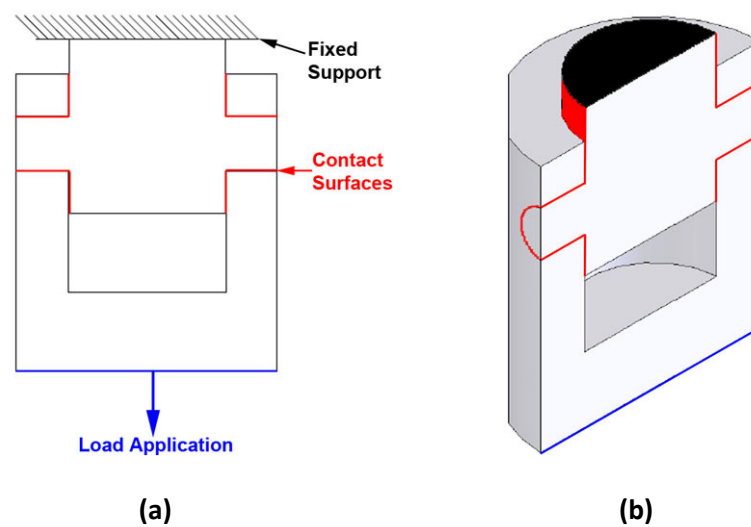 Fixed
Support
Contact
Surfaces
Load Application
(a)
(b)